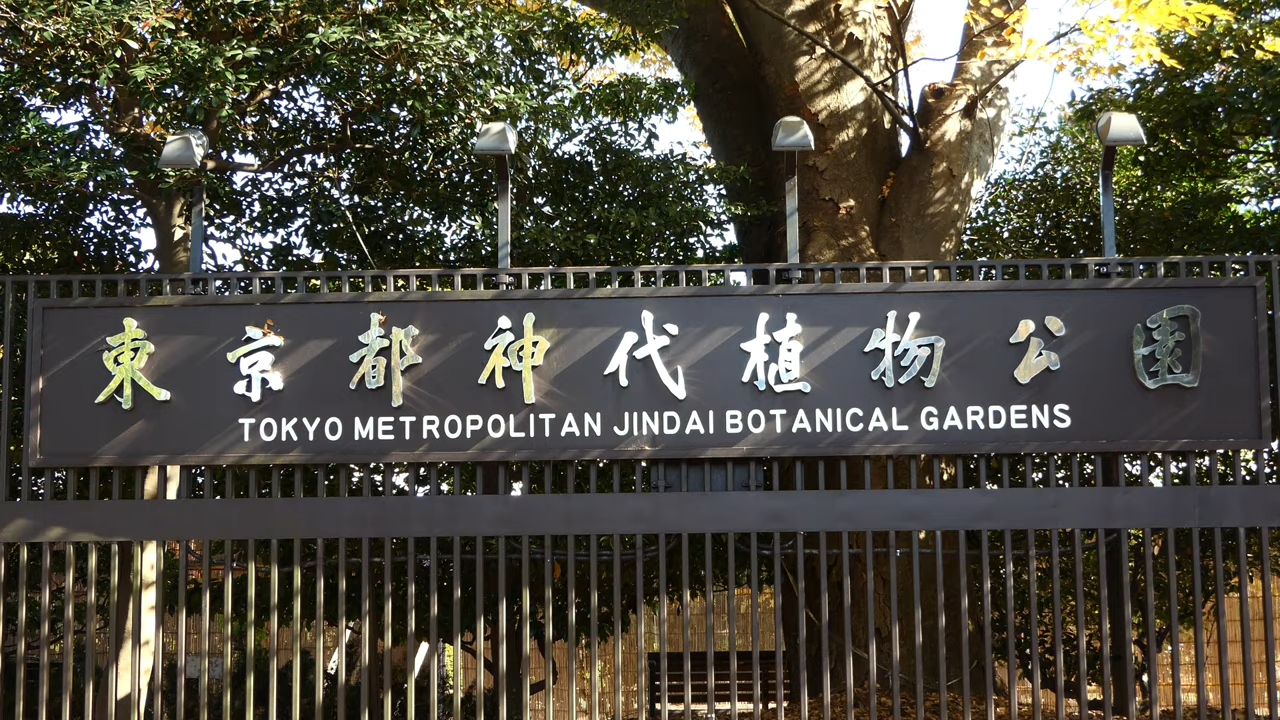 東京都神代植物公園
TOKYO METROPOLITAN JINDAI BOTANICAL GARDENS